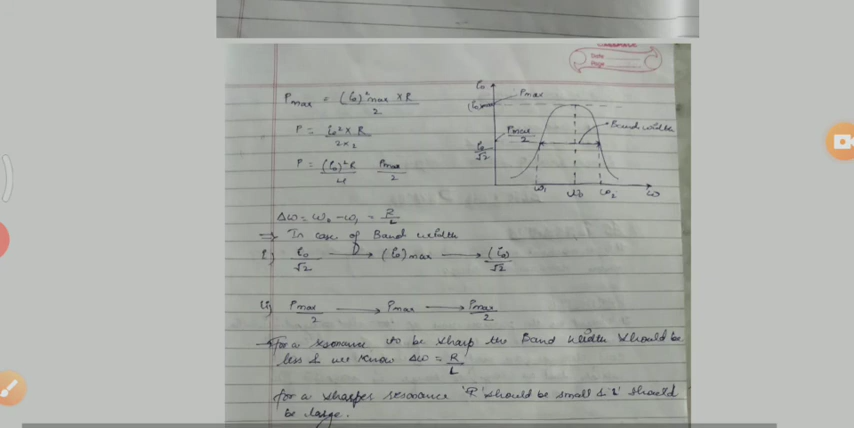 CLASSMATE
Date
Page
Pmax = (i₀)²max × R / 2
P = i₀² × R / 2×2
P = (i₀)²R / 4 Pmax / 2
i₀
(i₀)max
Pmax
Pmax / 2
i₀ / √2
Band width
ω₁ ω₀ ω₂ ω
Δω = ω₂ - ω₁ = R / L
⇒ In case of Band width
i) i₀ / √2 → (i₀)max → (i₀) / √2
ii) Pmax / 2 → Pmax → Pmax / 2
→ For a resonance to be sharp the Band width should be
less & we know Δω = R / L
for a sharper resonance 'R' should be small & 'L' should
be large.